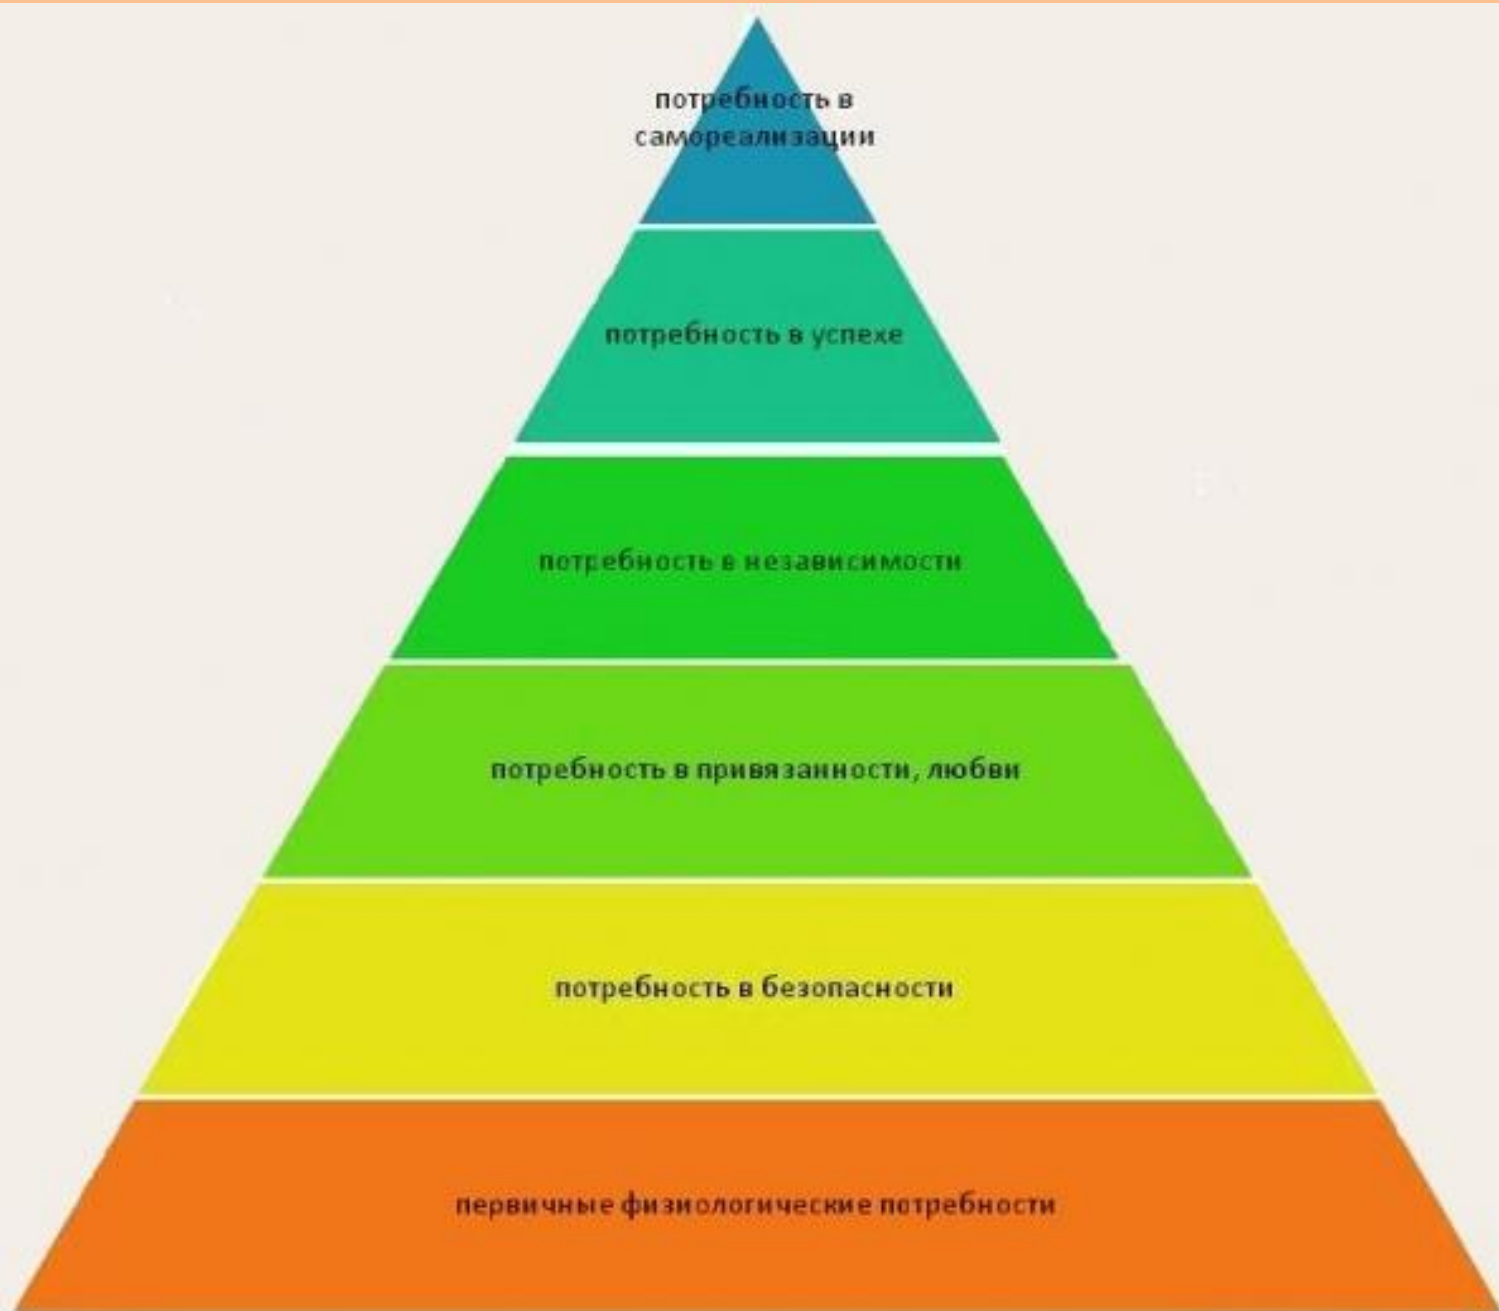 потребность в
самореализации
потребность в успехе
потребность в независимости
потребность в привязанности, любви
потребность в безопасности
первичные физиологические потребности